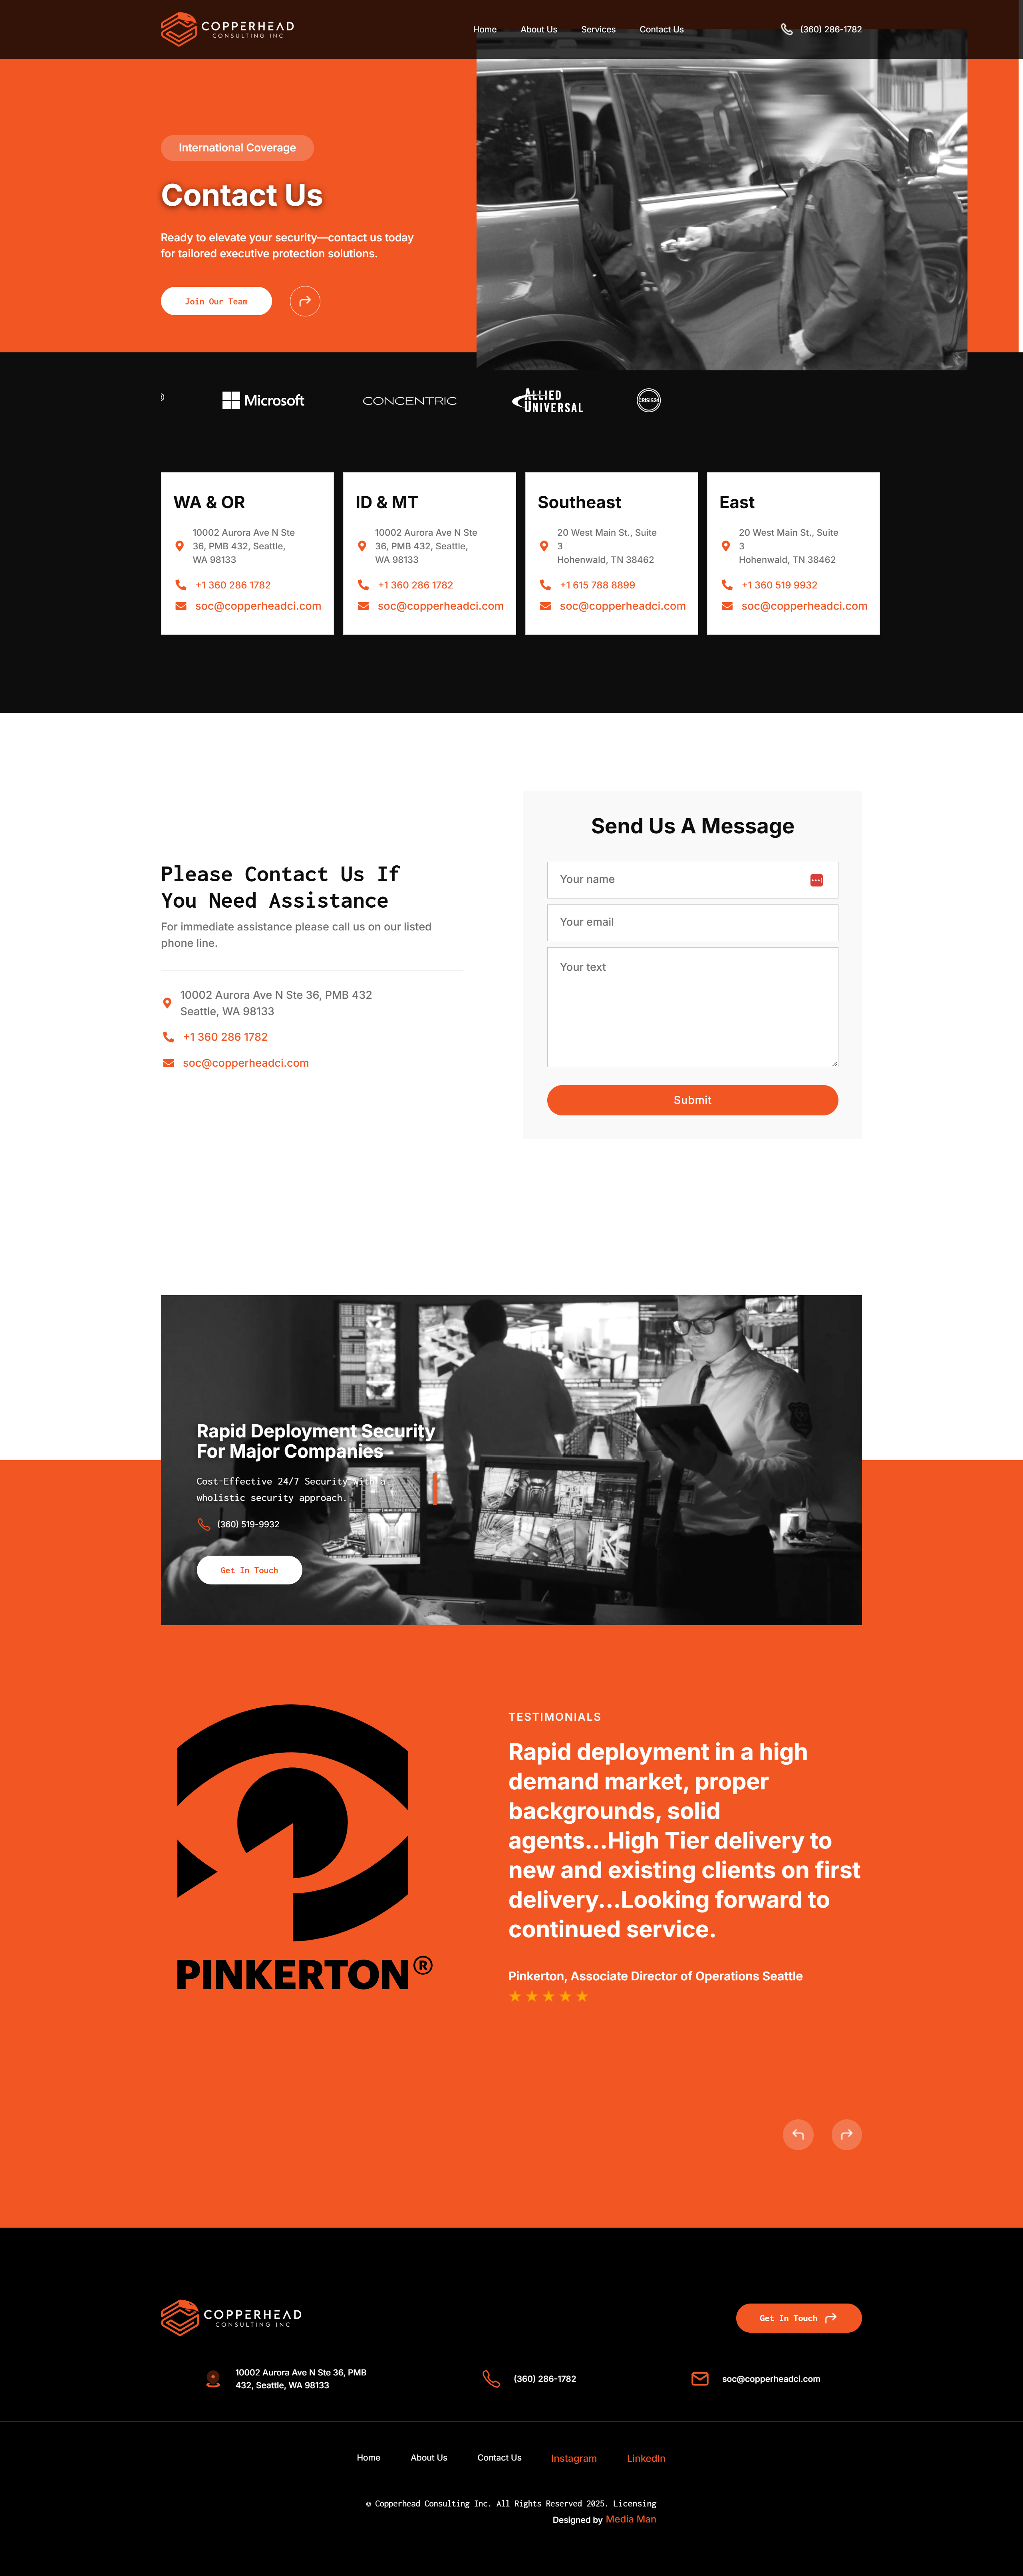 COPPERHEAD
CONSULTING INC
Home About Us Services Contact Us
(360) 286-1782
International Coverage
Contact Us
Ready to elevate your security—contact us today
for tailored executive protection solutions.
Join Our Team
®
Microsoft
CONCENTRIC
ALLIED
UNIVERSAL
CRISIS24
WA & OR
10002 Aurora Ave N Ste
36, PMB 432, Seattle,
WA 98133
+1 360 286 1782
soc@copperheadci.com
ID & MT
10002 Aurora Ave N Ste
36, PMB 432, Seattle,
WA 98133
+1 360 286 1782
soc@copperheadci.com
Southeast
20 West Main St., Suite
3
Hohenwald, TN 38462
+1 615 788 8899
soc@copperheadci.com
East
20 West Main St., Suite
3
Hohenwald, TN 38462
+1 360 519 9932
soc@copperheadci.com
Please Contact Us If
You Need Assistance
For immediate assistance please call us on our listed
phone line.
10002 Aurora Ave N Ste 36, PMB 432
Seattle, WA 98133
+1 360 286 1782
soc@copperheadci.com
Send Us A Message
Your name
Your email
Your text
Submit
Rapid Deployment Security
For Major Companies
Cost-Effective 24/7 Security with a
wholistic security approach.
(360) 519-9932
Get In Touch
PINKERTON®
TESTIMONIALS
Rapid deployment in a high
demand market, proper
backgrounds, solid
agents...High Tier delivery to
new and existing clients on first
delivery...Looking forward to
continued service.
Pinkerton, Associate Director of Operations Seattle
COPPERHEAD
CONSULTING INC
Get In Touch
10002 Aurora Ave N Ste 36, PMB
432, Seattle, WA 98133
(360) 286-1782
soc@copperheadci.com
Home About Us Contact Us Instagram LinkedIn
© Copperhead Consulting Inc. All Rights Reserved 2025. Licensing
Designed by Media Man